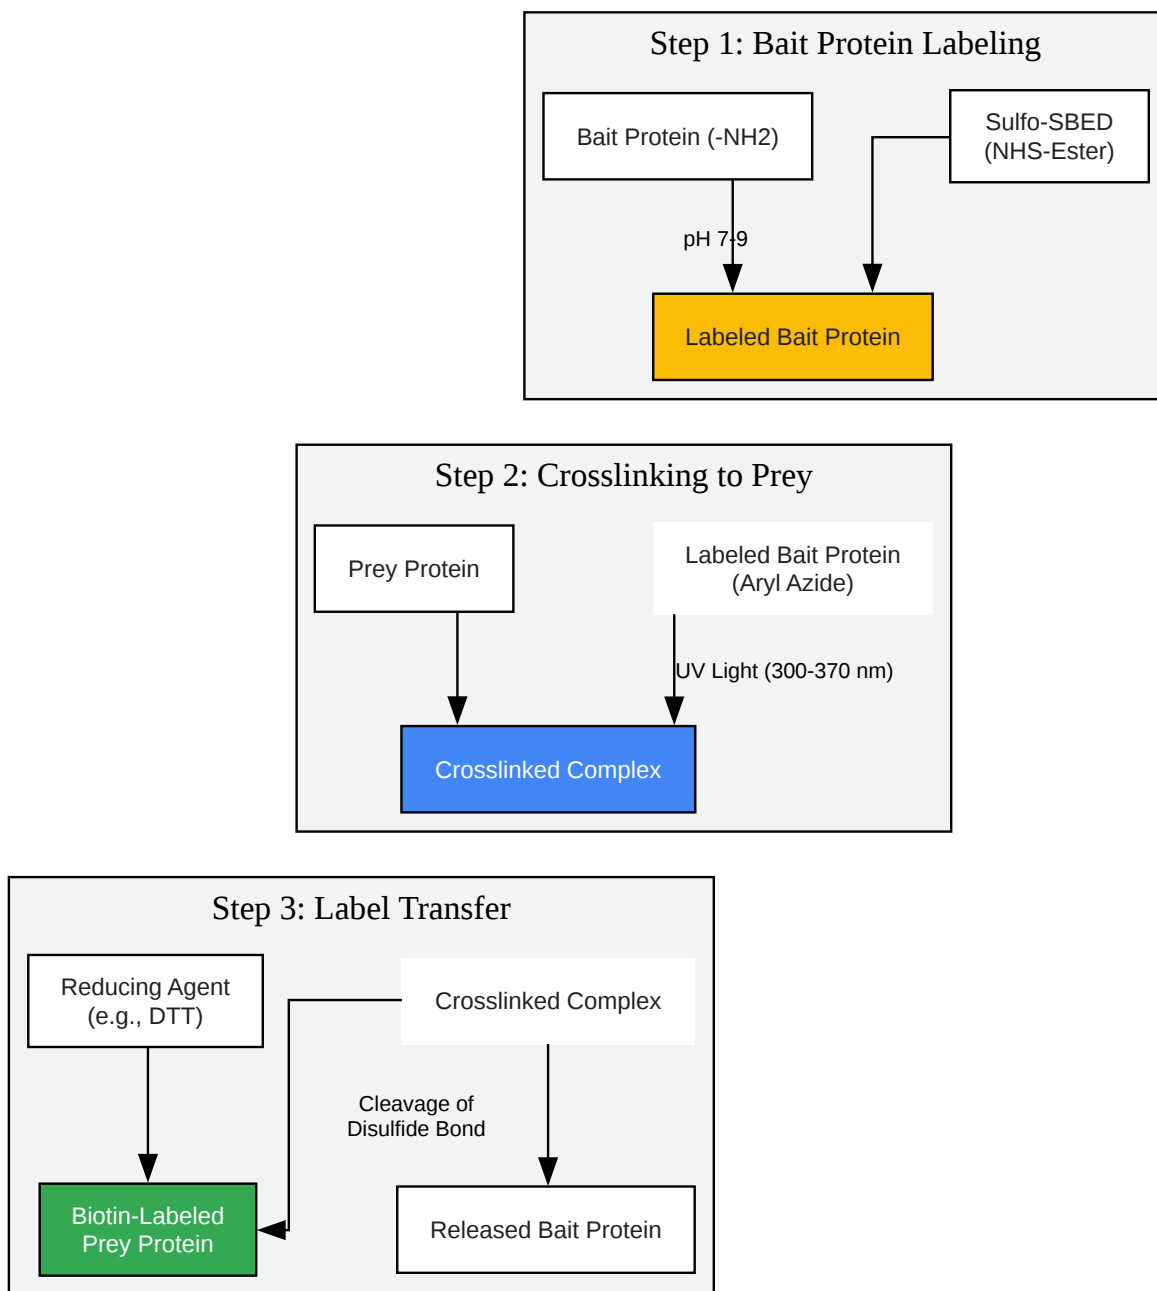 Step 1: Bait Protein Labeling
Bait Protein (-NH2)
Sulfo-SBED
(NHS-Ester)
pH 7-9
Labeled Bait Protein
Step 2: Crosslinking to Prey
Prey Protein
Labeled Bait Protein
(Aryl Azide)
UV Light (300-370 nm)
Crosslinked Complex
Step 3: Label Transfer
Reducing Agent
(e.g., DTT)
Crosslinked Complex
Cleavage of
Disulfide Bond
Biotin-Labeled
Prey Protein
Released Bait Protein